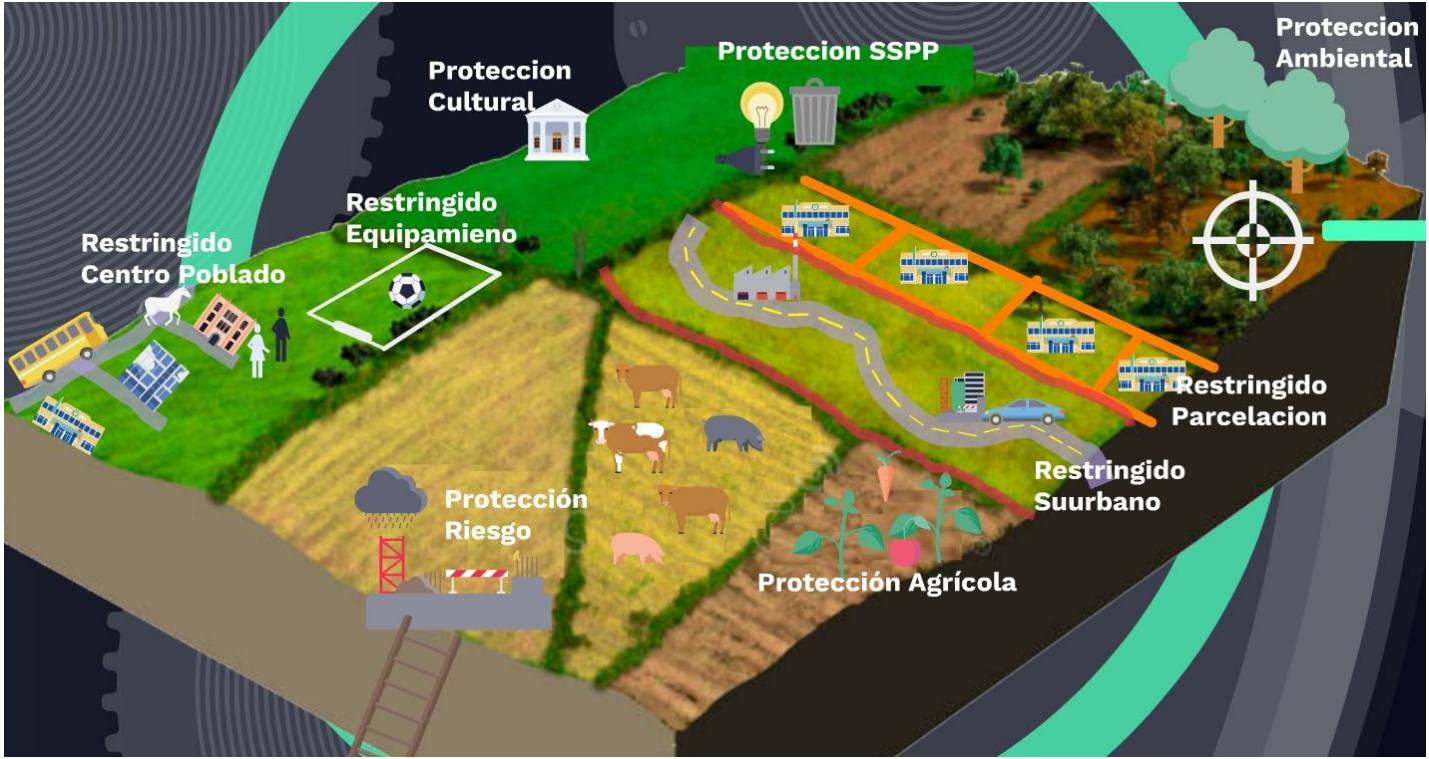 Proteccion
Ambiental
Proteccion SSPP
Proteccion
Cultural
Restringido
Equipamieno
Restringido
Centro Poblado
Restringido
Parcelacion
Restringido
Suurbano
Protección
Riesgo
Protección Agrícola